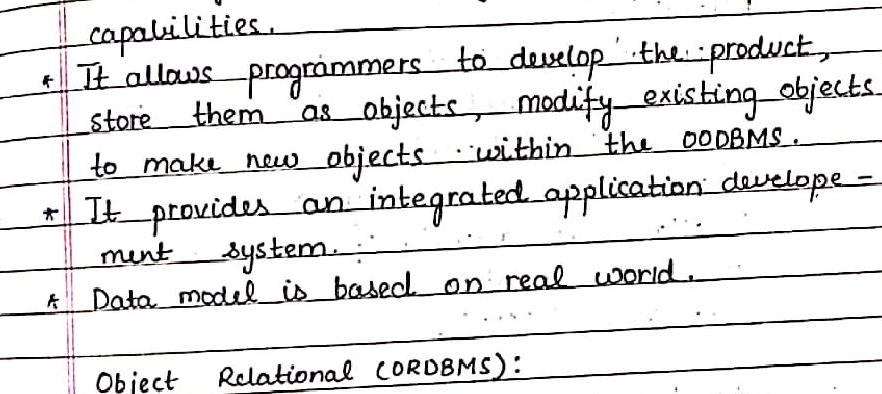 capabilities.
* It allows programmers to develop the product,
store them as objects, modify existing objects
to make new objects within the OODBMS.
* It provides an integrated application develope-
ment system.
* Data model is based on real world.
Object Relational (ORDBMS):